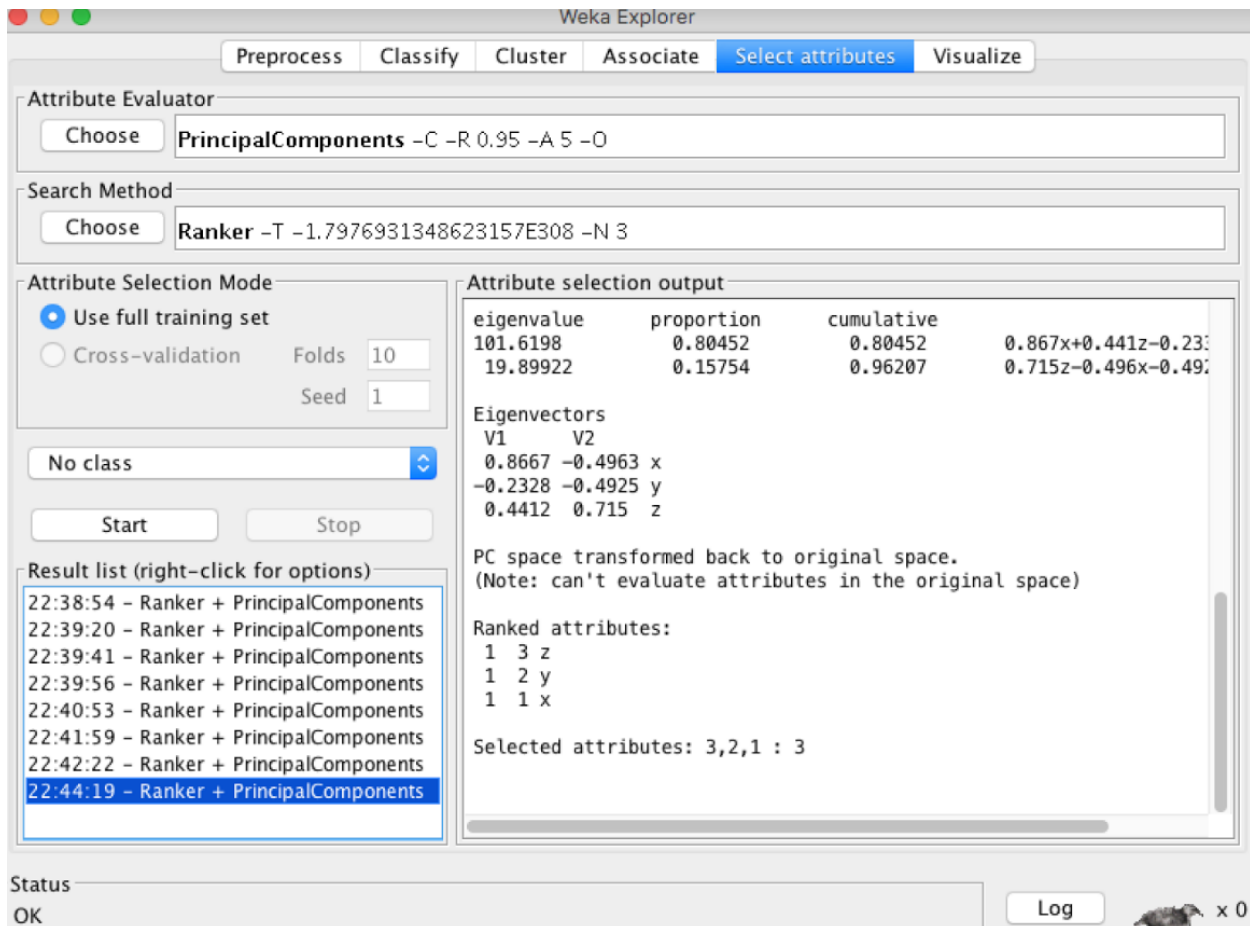 Weka Explorer
Preprocess Classify Cluster Associate Select attributes Visualize
Attribute Evaluator
Choose PrincipalComponents -C -R 0.95 -A 5 -O
Search Method
Choose Ranker -T -1.7976931348623157E308 -N 3
Attribute Selection Mode
Use full training set
Cross-validation Folds 10
Seed 1
No class
Start Stop
Result list (right-click for options)
22:38:54 - Ranker + PrincipalComponents
22:39:20 - Ranker + PrincipalComponents
22:39:41 - Ranker + PrincipalComponents
22:39:56 - Ranker + PrincipalComponents
22:40:53 - Ranker + PrincipalComponents
22:41:59 - Ranker + PrincipalComponents
22:42:22 - Ranker + PrincipalComponents
22:44:19 - Ranker + PrincipalComponents
Attribute selection output
eigenvalue proportion cumulative
101.6198 0.80452 0.80452 0.867x+0.441z-0.233
19.89922 0.15754 0.96207 0.715z-0.496x-0.492
Eigenvectors
V1 V2
0.8667 -0.4963 x
-0.2328 -0.4925 y
0.4412 0.715 z
PC space transformed back to original space.
(Note: can't evaluate attributes in the original space)
Ranked attributes:
1 3 z
1 2 y
1 1 x
Selected attributes: 3,2,1 : 3
Status
OK
Log x 0